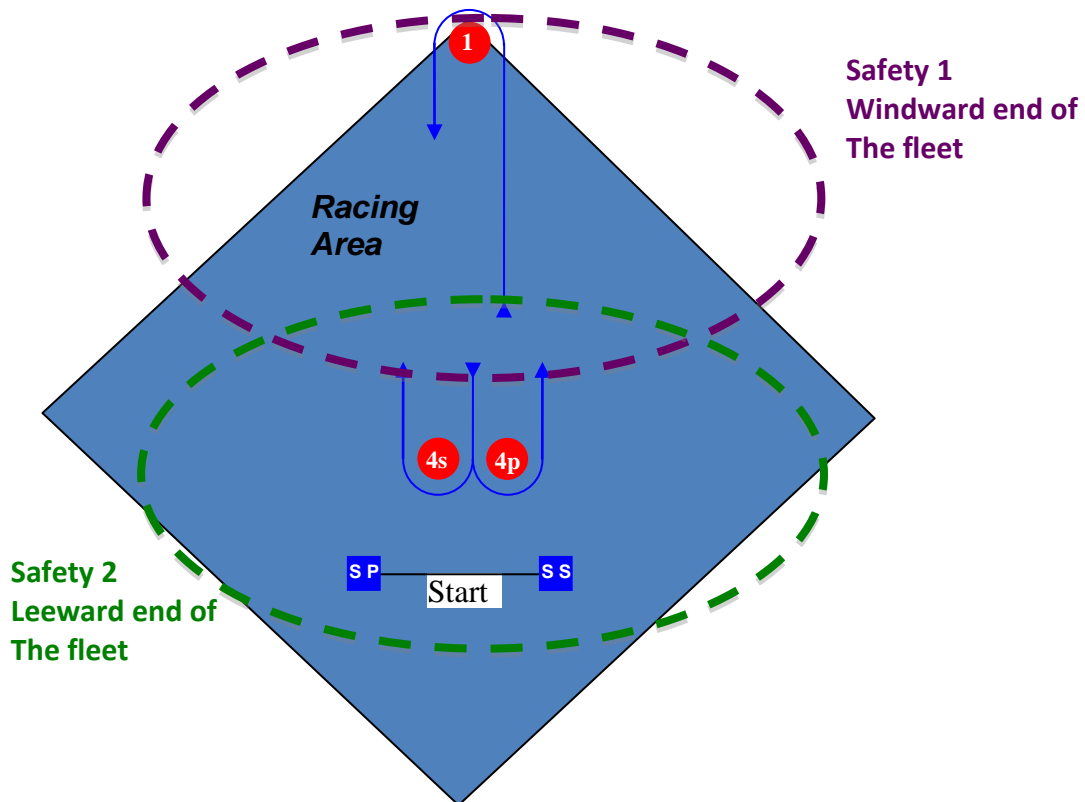 1
Safety 1
Windward end of
The fleet
Racing
Area
4s 4p
S P S S
Start
Safety 2
Leeward end of
The fleet